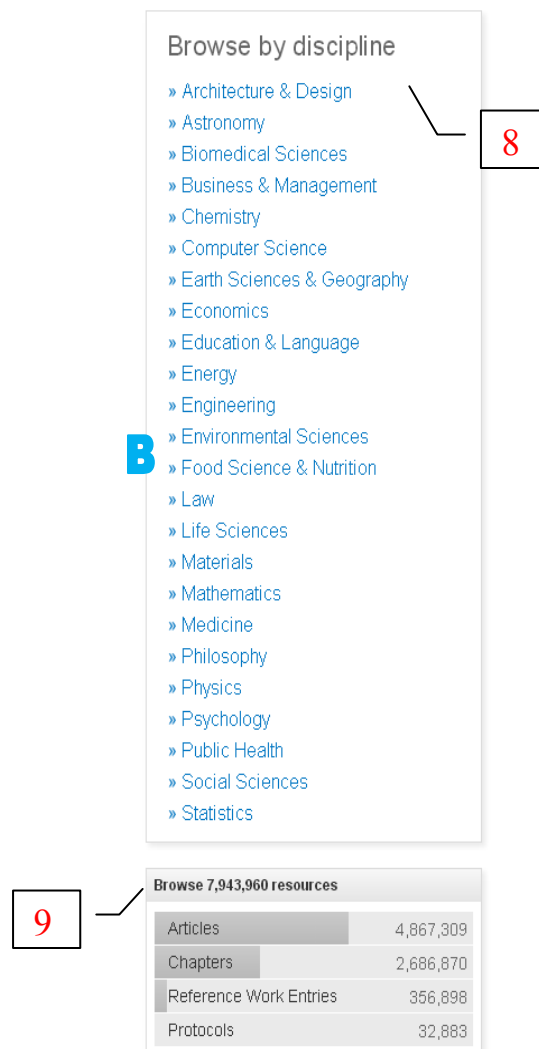 Browse by discipline
» Architecture & Design
8
» Astronomy
» Biomedical Sciences
» Business & Management
» Chemistry
» Computer Science
» Earth Sciences & Geography
» Economics
» Education & Language
» Energy
» Engineering
» Environmental Sciences
B
» Food Science & Nutrition
» Law
» Life Sciences
» Materials
» Mathematics
» Medicine
» Philosophy
» Physics
» Psychology
» Public Health
» Social Sciences
» Statistics
Browse 7,943,960 resources
9
Articles 4,867,309
Chapters 2,686,870
Reference Work Entries 356,898
Protocols 32,883